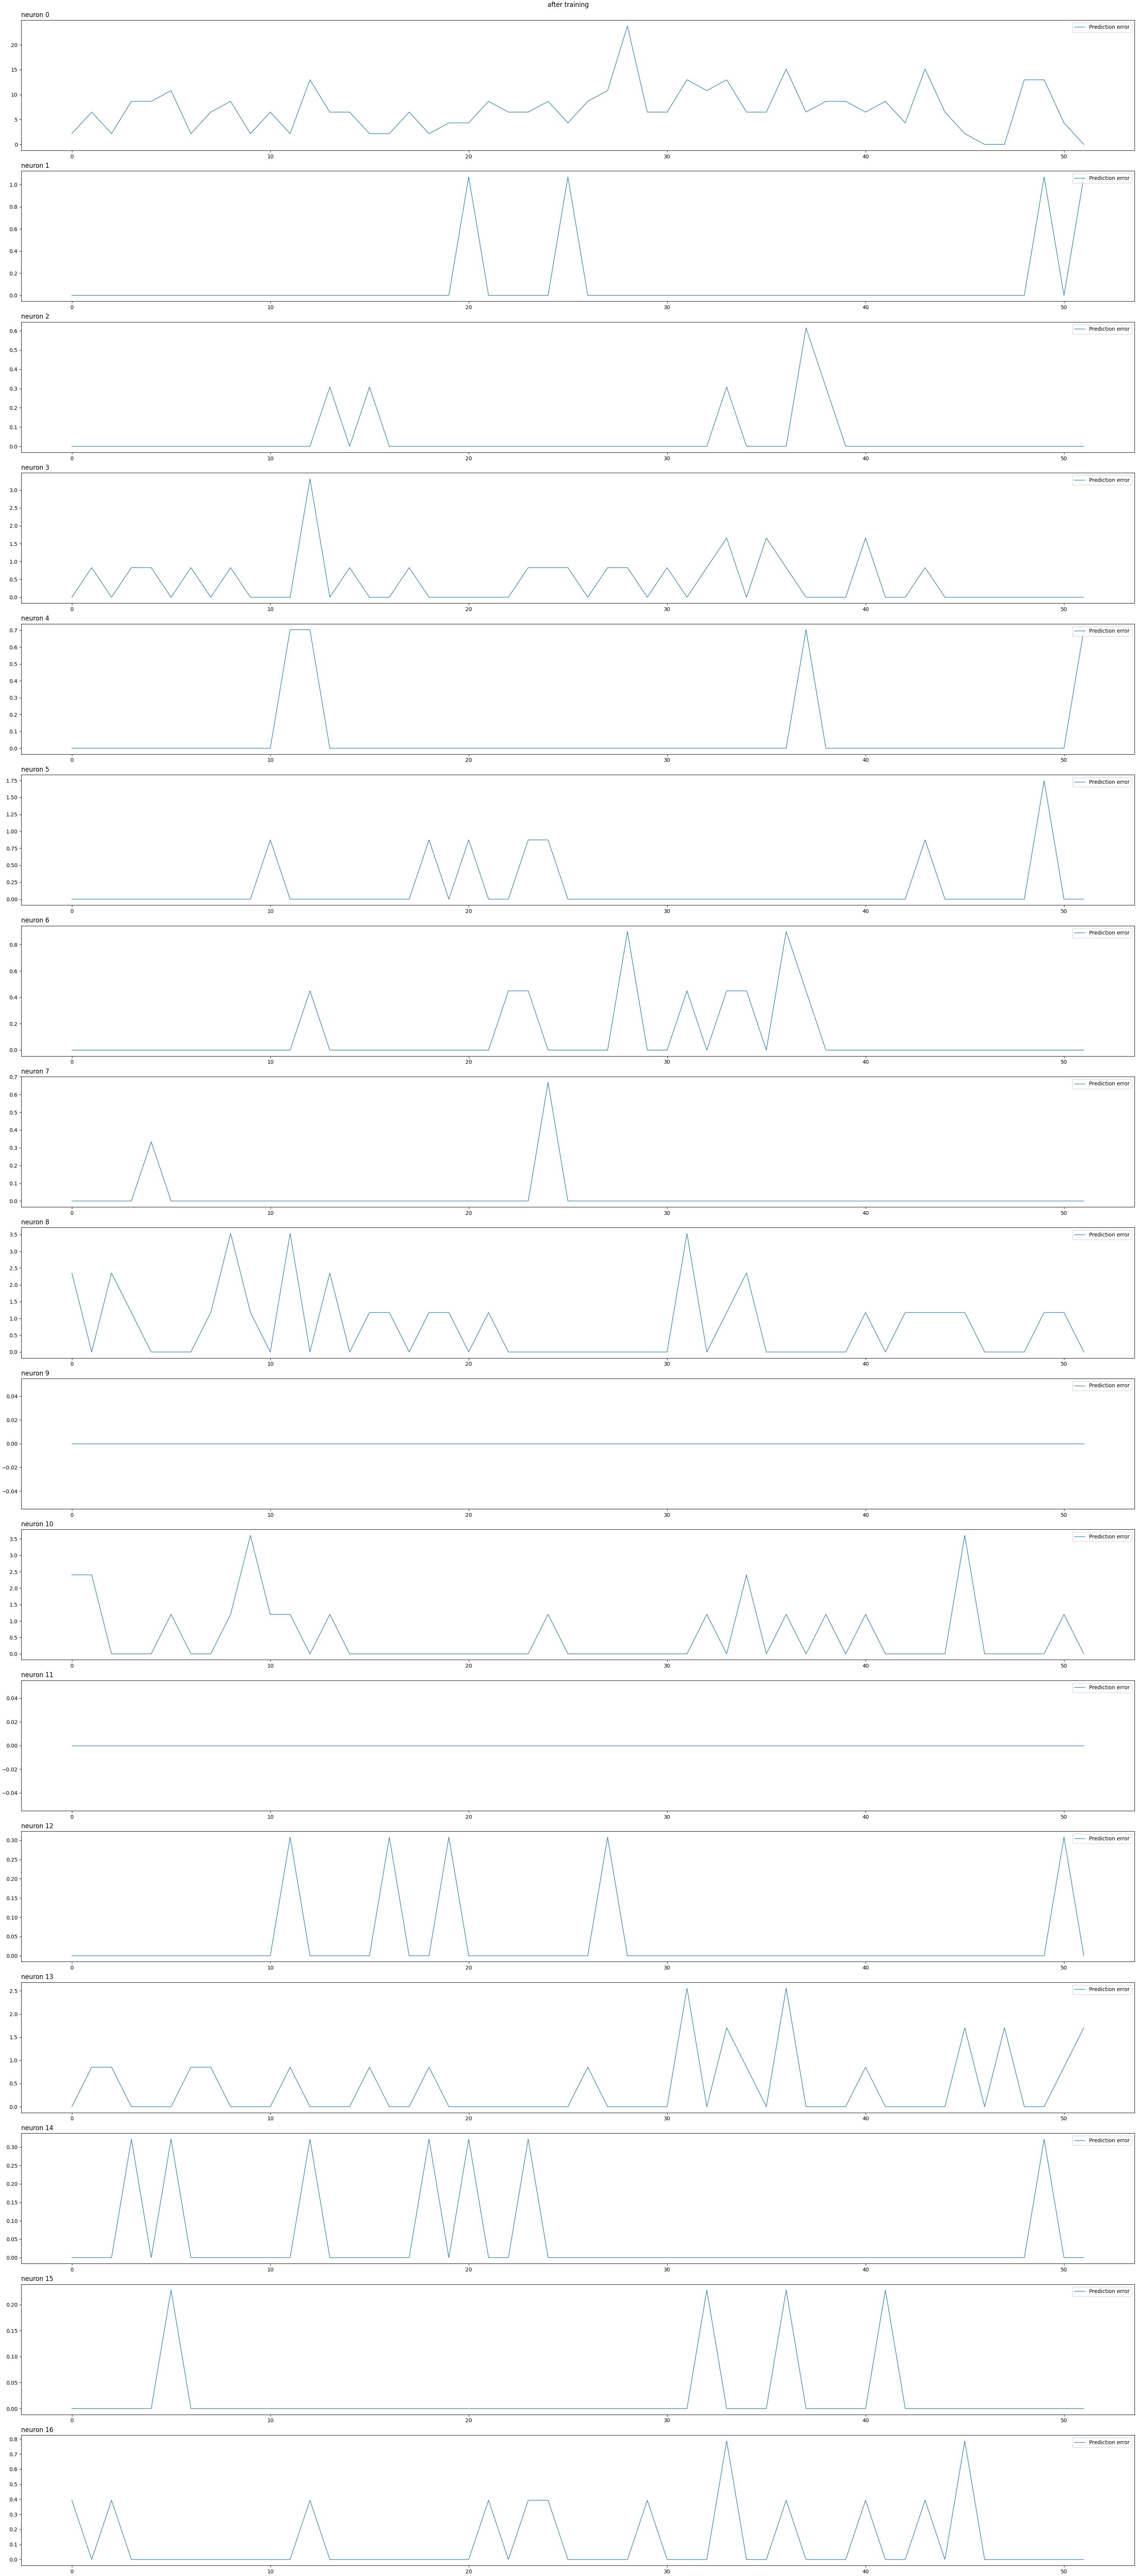 after training
neuron 0
Prediction error
20
15
10
5
0
0 10 20 30 40 50
neuron 1
Prediction error
1.0
0.8
0.6
0.4
0.2
0.0
0 10 20 30 40 50
neuron 2
Prediction error
0.6
0.5
0.4
0.3
0.2
0.1
0.0
0 10 20 30 40 50
neuron 3
Prediction error
3.0
2.5
2.0
1.5
1.0
0.5
0.0
0 10 20 30 40 50
neuron 4
Prediction error
0.7
0.6
0.5
0.4
0.3
0.2
0.1
0.0
0 10 20 30 40 50
neuron 5
Prediction error
1.75
1.50
1.25
1.00
0.75
0.50
0.25
0.00
0 10 20 30 40 50
neuron 6
Prediction error
0.8
0.6
0.4
0.2
0.0
0 10 20 30 40 50
neuron 7
Prediction error
0.7
0.6
0.5
0.4
0.3
0.2
0.1
0.0
0 10 20 30 40 50
neuron 8
Prediction error
3.5
3.0
2.5
2.0
1.5
1.0
0.5
0.0
0 10 20 30 40 50
neuron 9
Prediction error
0.04
0.02
0.00
−0.02
−0.04
0 10 20 30 40 50
neuron 10
Prediction error
3.5
3.0
2.5
2.0
1.5
1.0
0.5
0.0
0 10 20 30 40 50
neuron 11
Prediction error
0.04
0.02
0.00
−0.02
−0.04
0 10 20 30 40 50
neuron 12
Prediction error
0.30
0.25
0.20
0.15
0.10
0.05
0.00
0 10 20 30 40 50
neuron 13
Prediction error
2.5
2.0
1.5
1.0
0.5
0.0
0 10 20 30 40 50
neuron 14
Prediction error
0.30
0.25
0.20
0.15
0.10
0.05
0.00
0 10 20 30 40 50
neuron 15
Prediction error
0.20
0.15
0.10
0.05
0.00
0 10 20 30 40 50
neuron 16
Prediction error
0.8
0.7
0.6
0.5
0.4
0.3
0.2
0.1
0.0
0 10 20 30 40 50